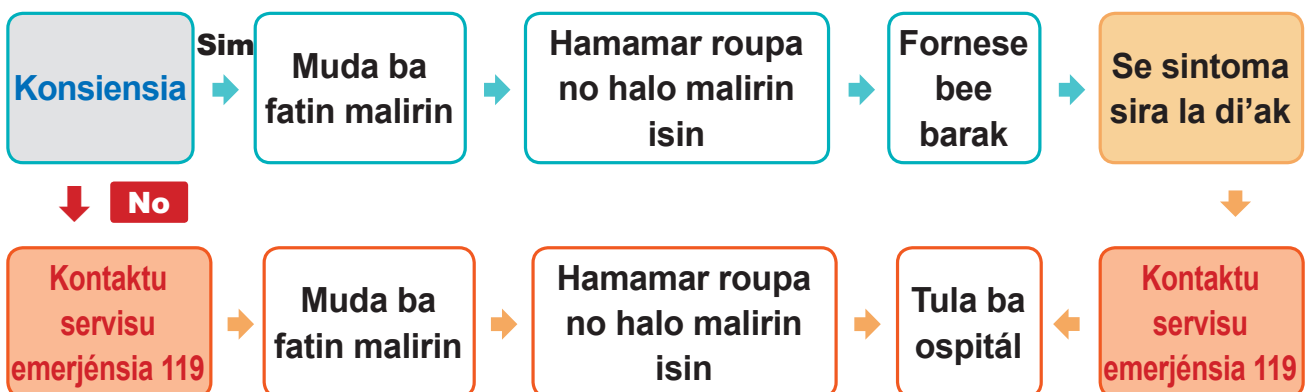 Konsiensia
Sim
Muda ba
fatin malirin
Hamamar roupa
no halo malirin
isin
Fornese
bee
barak
Se sintoma
sira la di’ak
No
Kontaktu
servisu
emerjénsia 119
Muda ba
fatin malirin
Hamamar roupa
no halo malirin
isin
Tula ba
ospitál
Kontaktu
servisu
emerjénsia 119